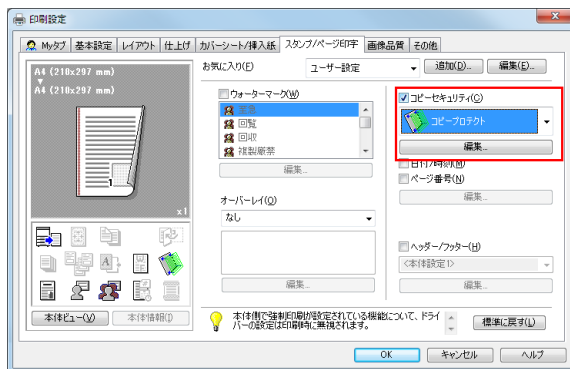 印刷設定
Myタブ 基本設定 レイアウト 仕上げ カバーシート/挿入紙 スタンプ/ページ印字 画像品質 その他
A4 (210x297 mm)
A4 (210x297 mm)
1
x1
本体ビュー(V) 本体情報(I)
お気に入り(F) ユーザー設定 追加(D)... 編集(E)...
ウォーターマーク(W)
回覧
回収
複製厳禁
編集...
オーバーレイ(O)
なし
編集...
コピーセキュリティ(C)
コピープロテクト
編集...
日付/時刻(M)
ページ番号(N)
編集...
ヘッダー/フッター(H)
<本体設定1>
編集...
本体側で強制印刷が設定されている機能について、ドライ
バーの設定は印刷時に無視されます。
標準に戻す(L)
OK キャンセル ヘルプ